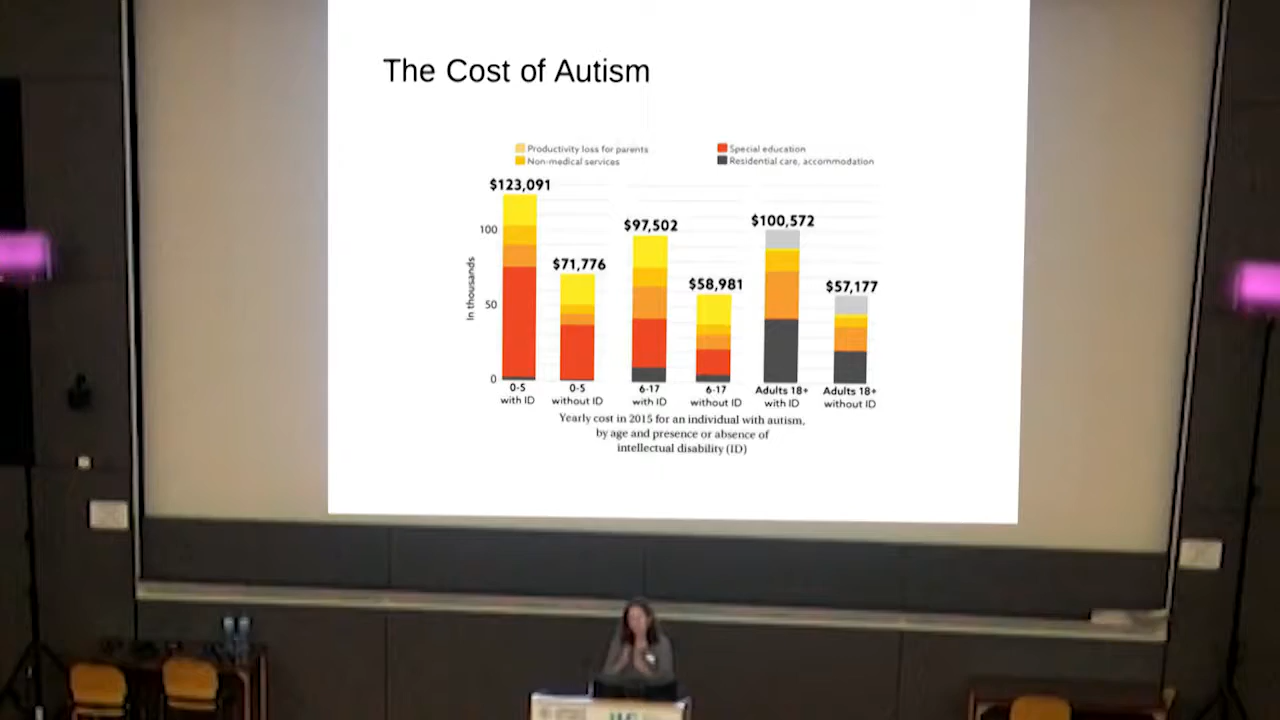 The Cost of Autism
Productivity loss for parents
Special education
Non-medical services
Residential care, accommodation
$123,091
$71,776
$97,502
$58,981
$100,572
$57,177
In thousands
100
50
0
0-5
with ID
0-5
without ID
6-17
with ID
6-17
without ID
Adults 18+
with ID
Adults 18+
without ID
Yearly cost in 2015 for an individual with autism,
by age and presence or absence of
intellectual disability (ID)